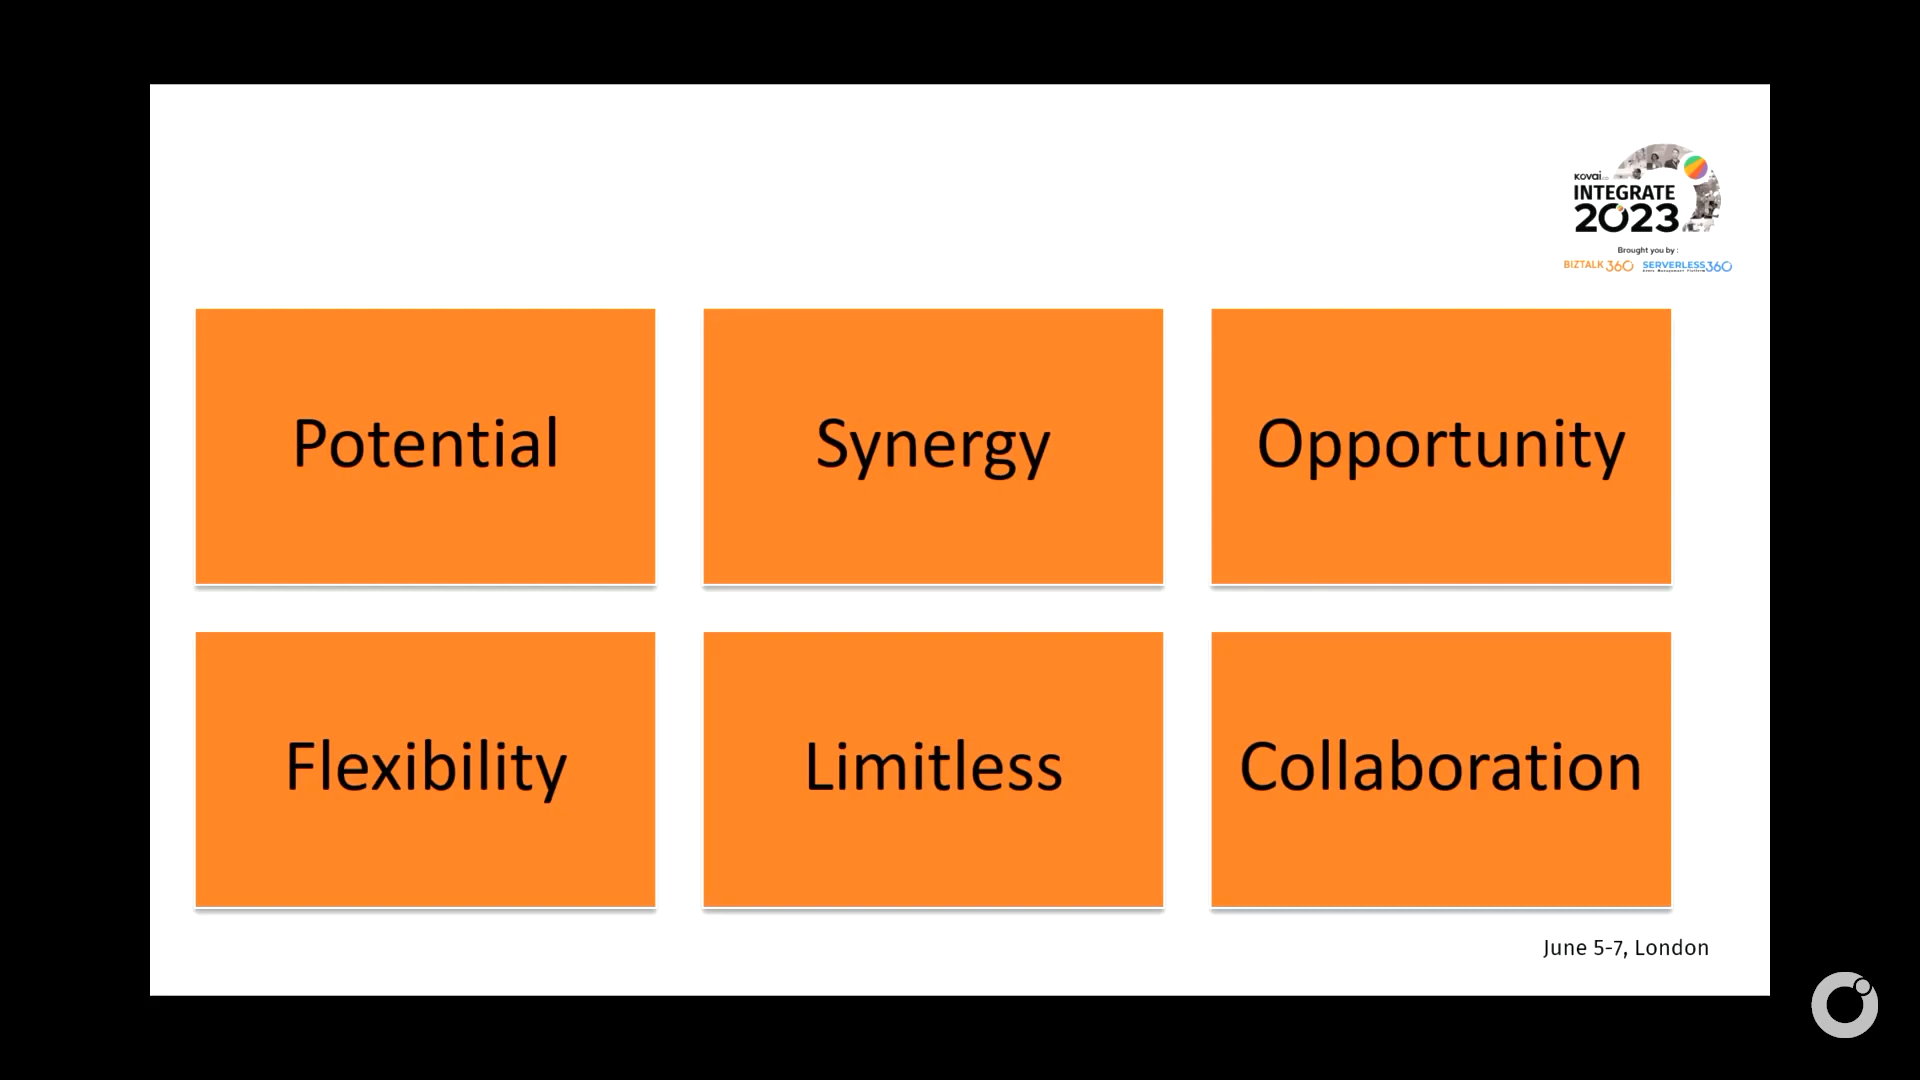 kovai.co
INTEGRATE
2023
Brought you by :
BIZTALK360 SERVERLESS360
Potential
Synergy
Opportunity
Flexibility
Limitless
Collaboration
June 5-7, London